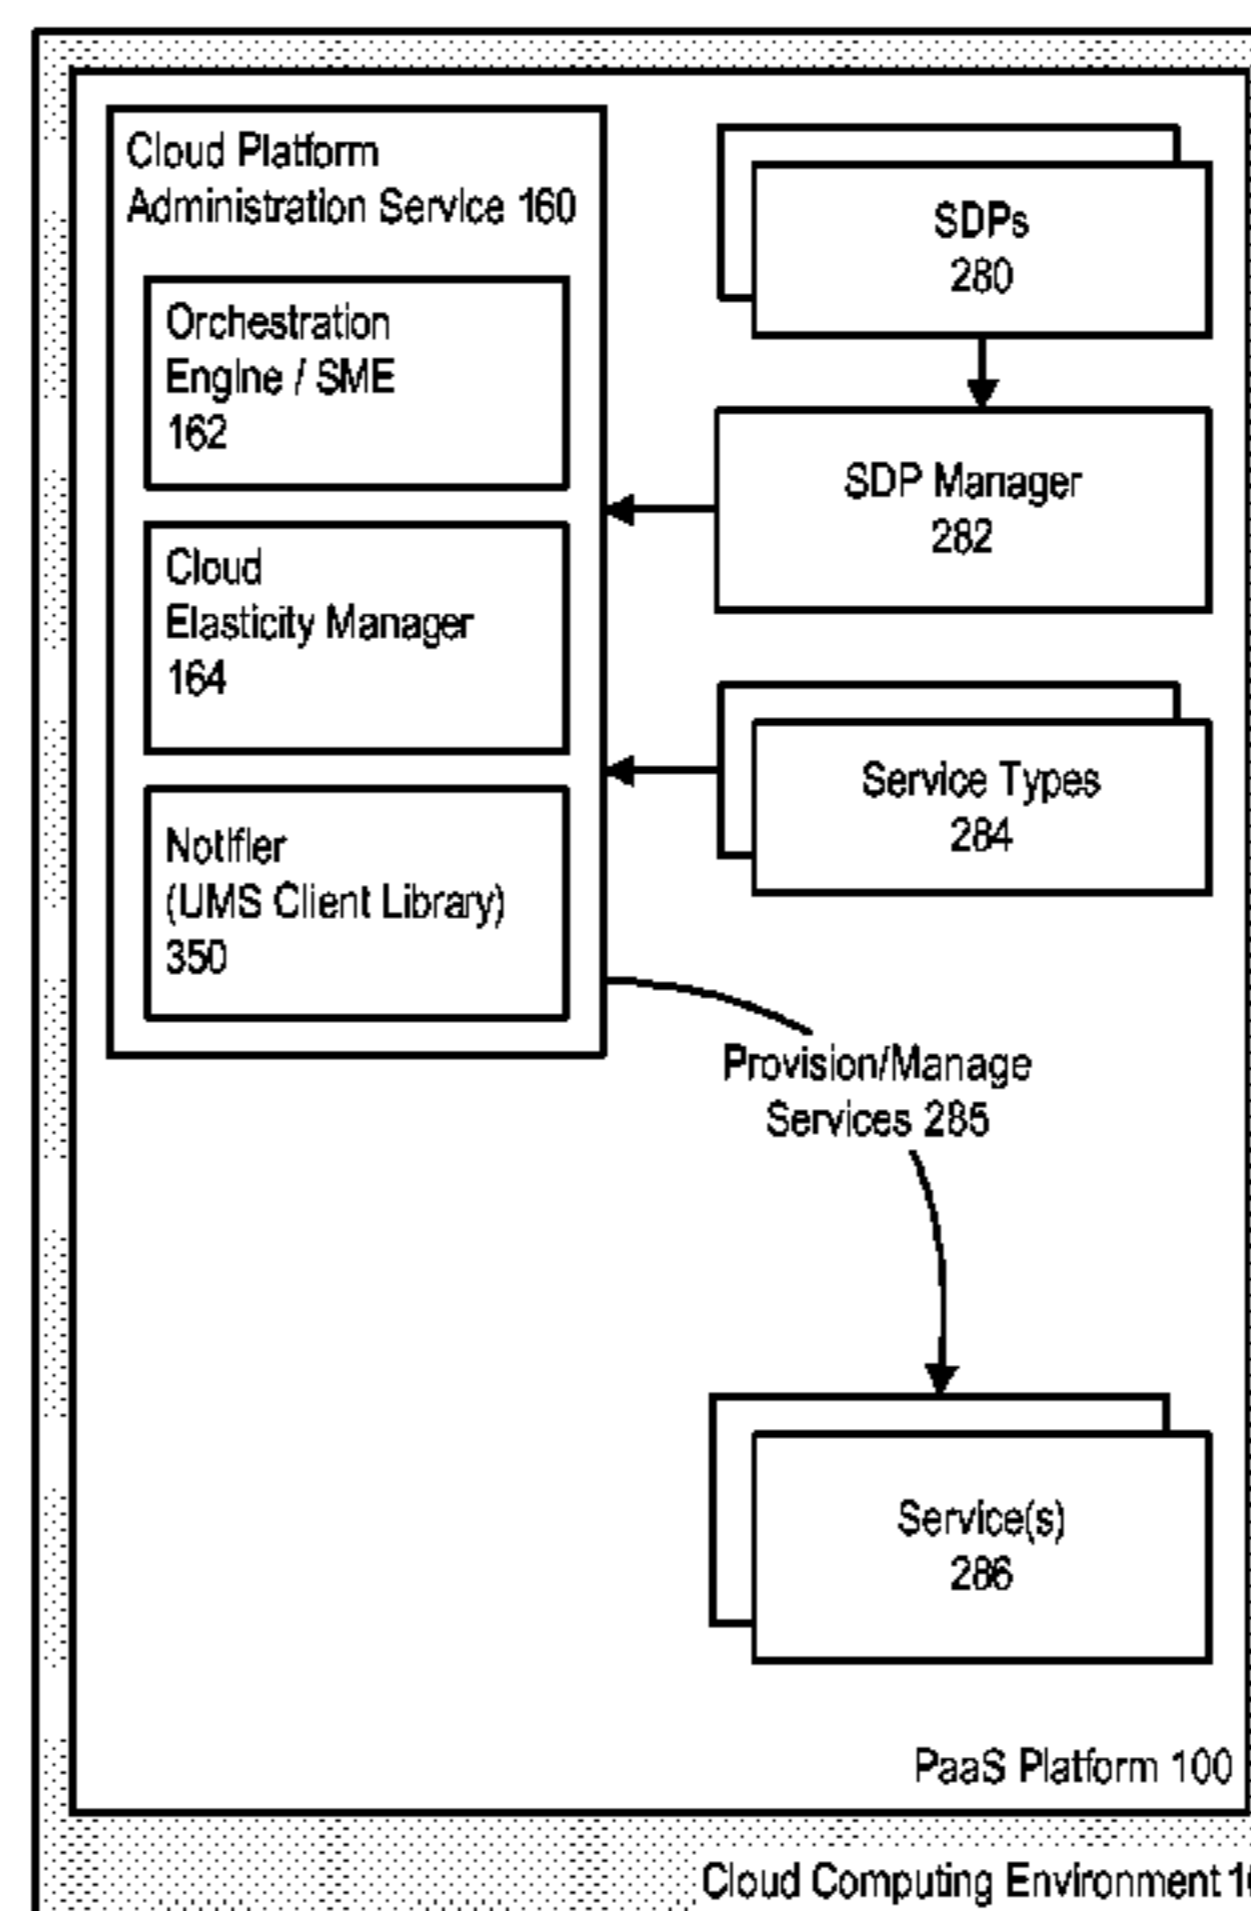 Cloud Platform
Administration Service 160
Orchestration
Engine / SME
162
Cloud
Elasticity Manager
164
Notifier
(UMS Client Library)
350
SDPs
280
SDP Manager
282
Service Types
284
Provision/Manage
Services 285
Service(s)
286
PaaS Platform 100
Cloud Computing Environment